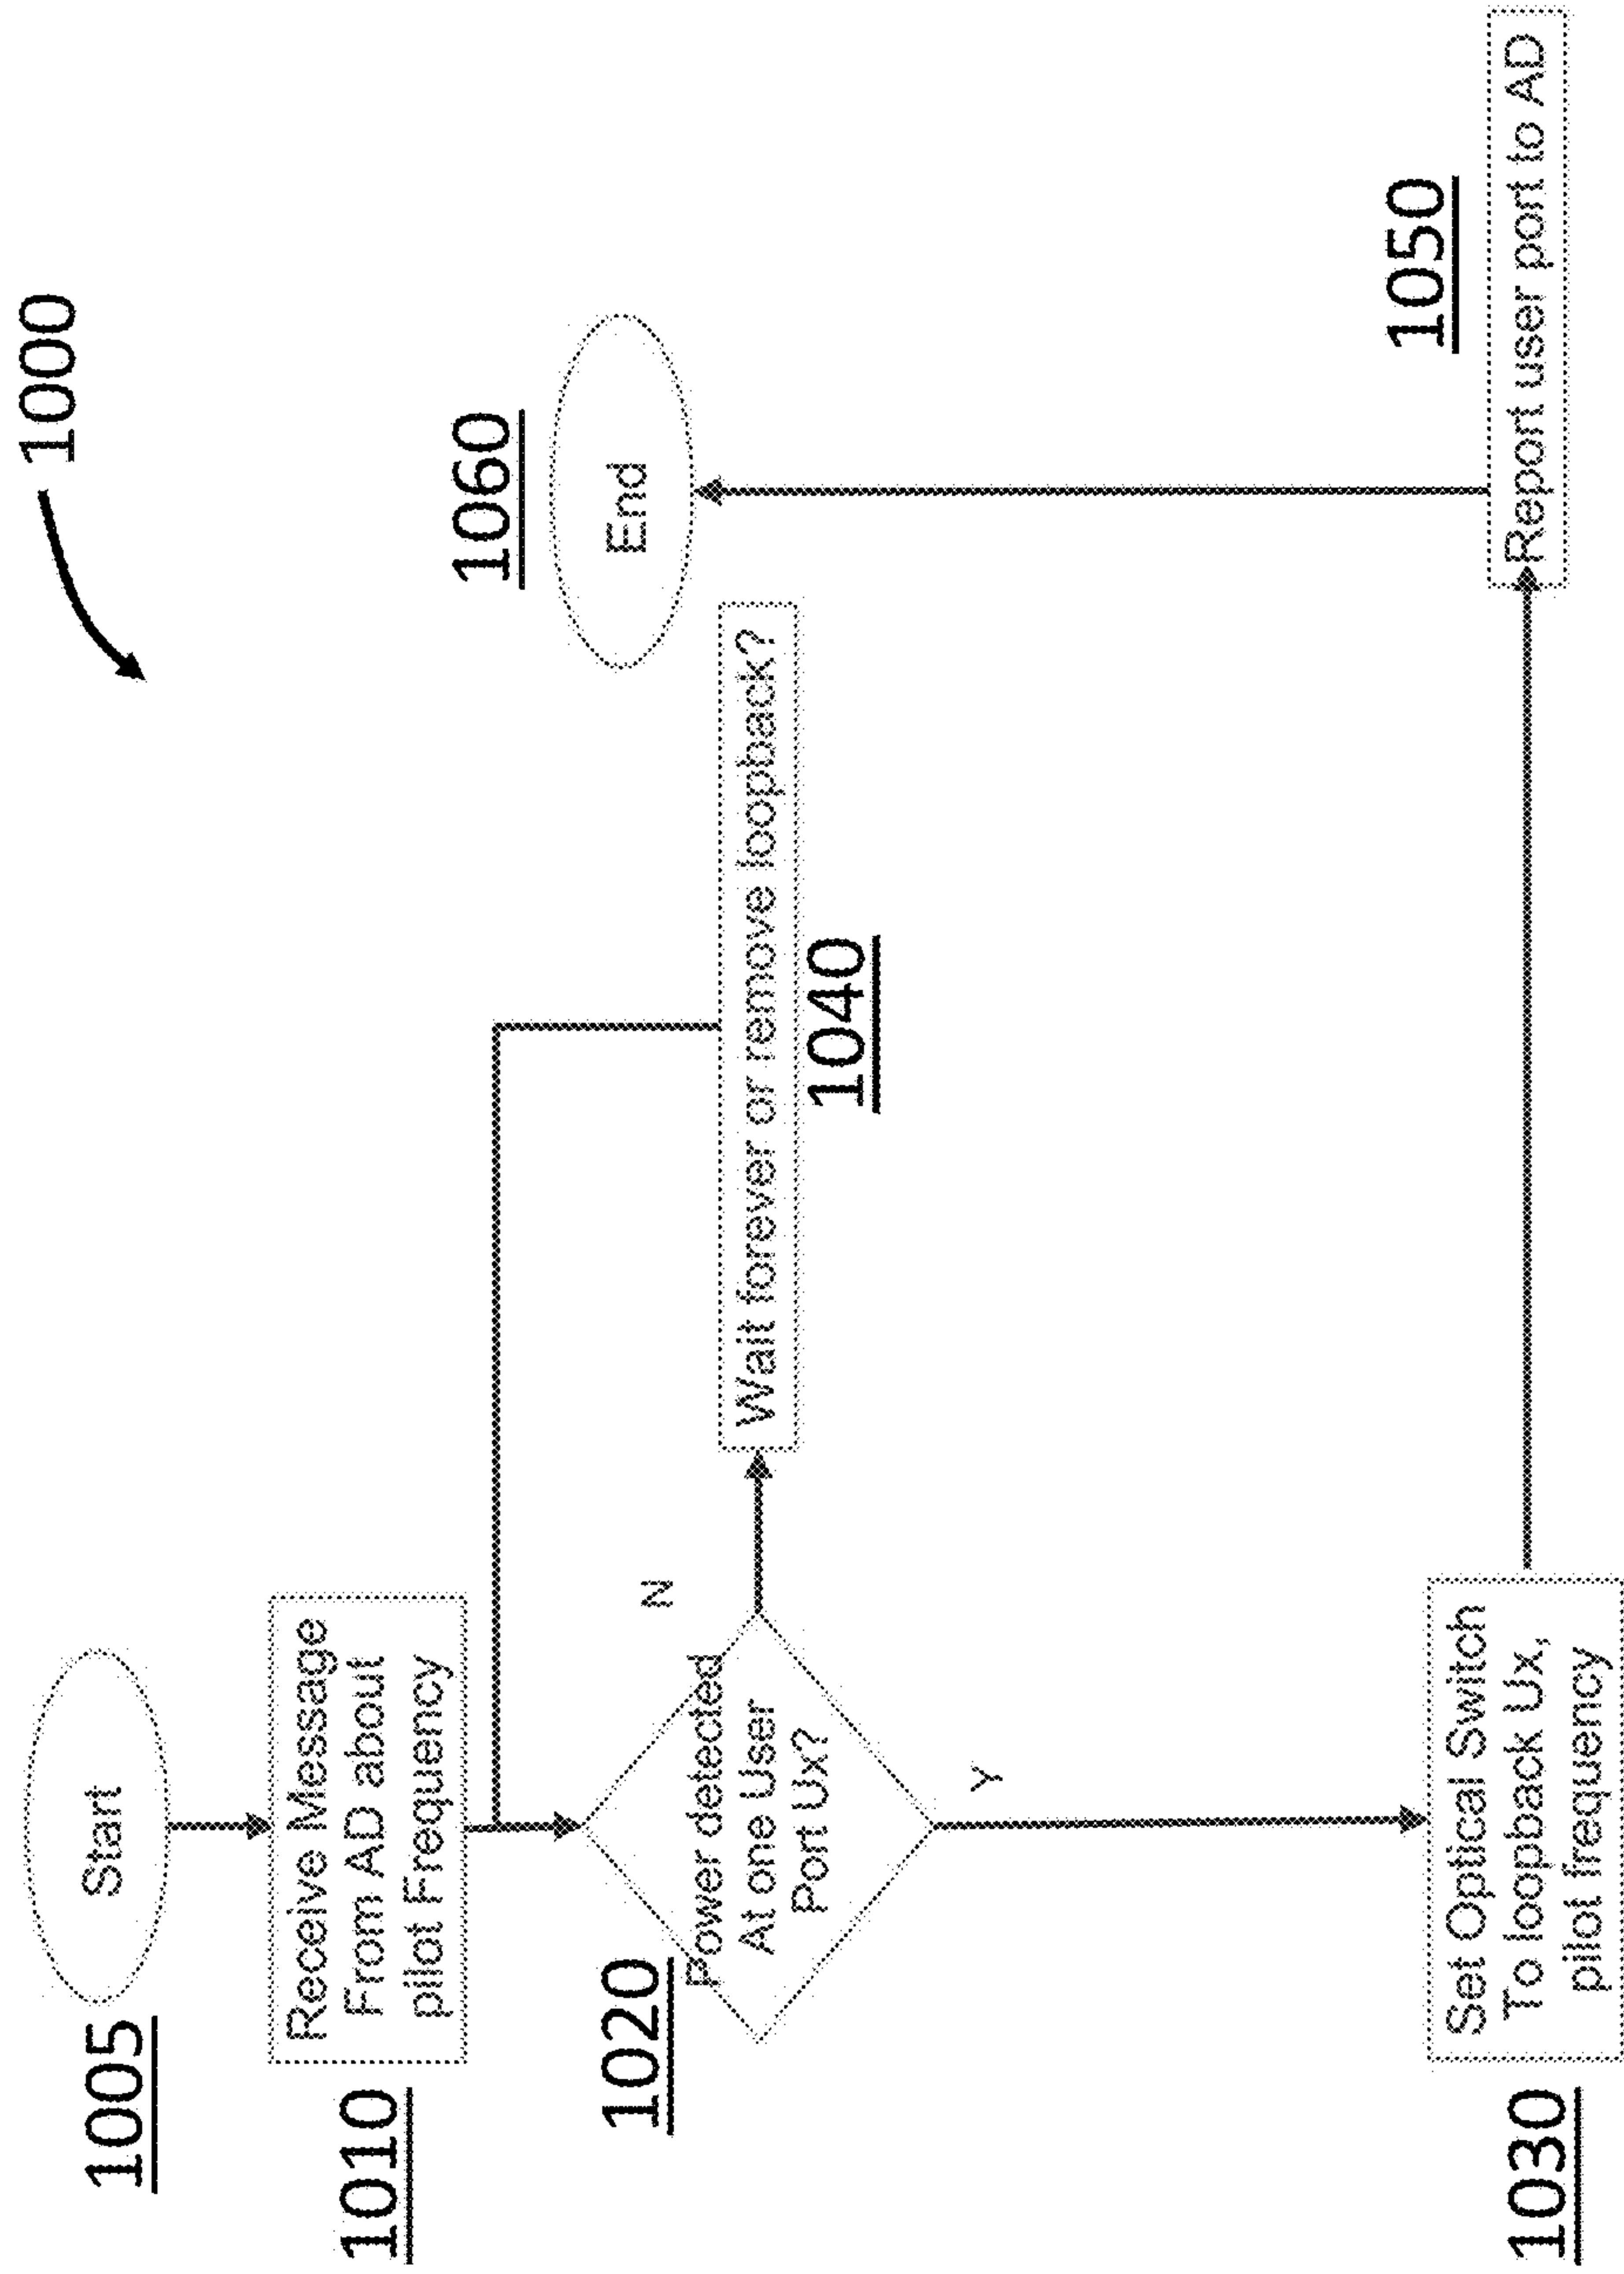 1000
1005
Start
1010
Receive Message
From AD about
pilot Frequency
1020
Power detected
At one User
Port Ux?
N
Wait forever or remove loopback?
1040
Y
1030
Set Optical Switch
To loopback Ux,
pilot frequency
1050
Report user port to AD
1060
End